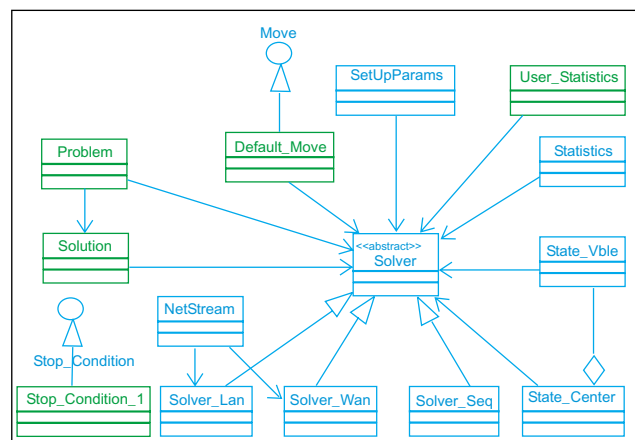 Move
SetUpParams
User_Statistics
Problem
Default_Move
Statistics
Solution
<<abstract>>
Solver
State_Vble
NetStream
Stop_Condition
Stop_Condition_1
Solver_Lan
Solver_Wan
Solver_Seq
State_Center